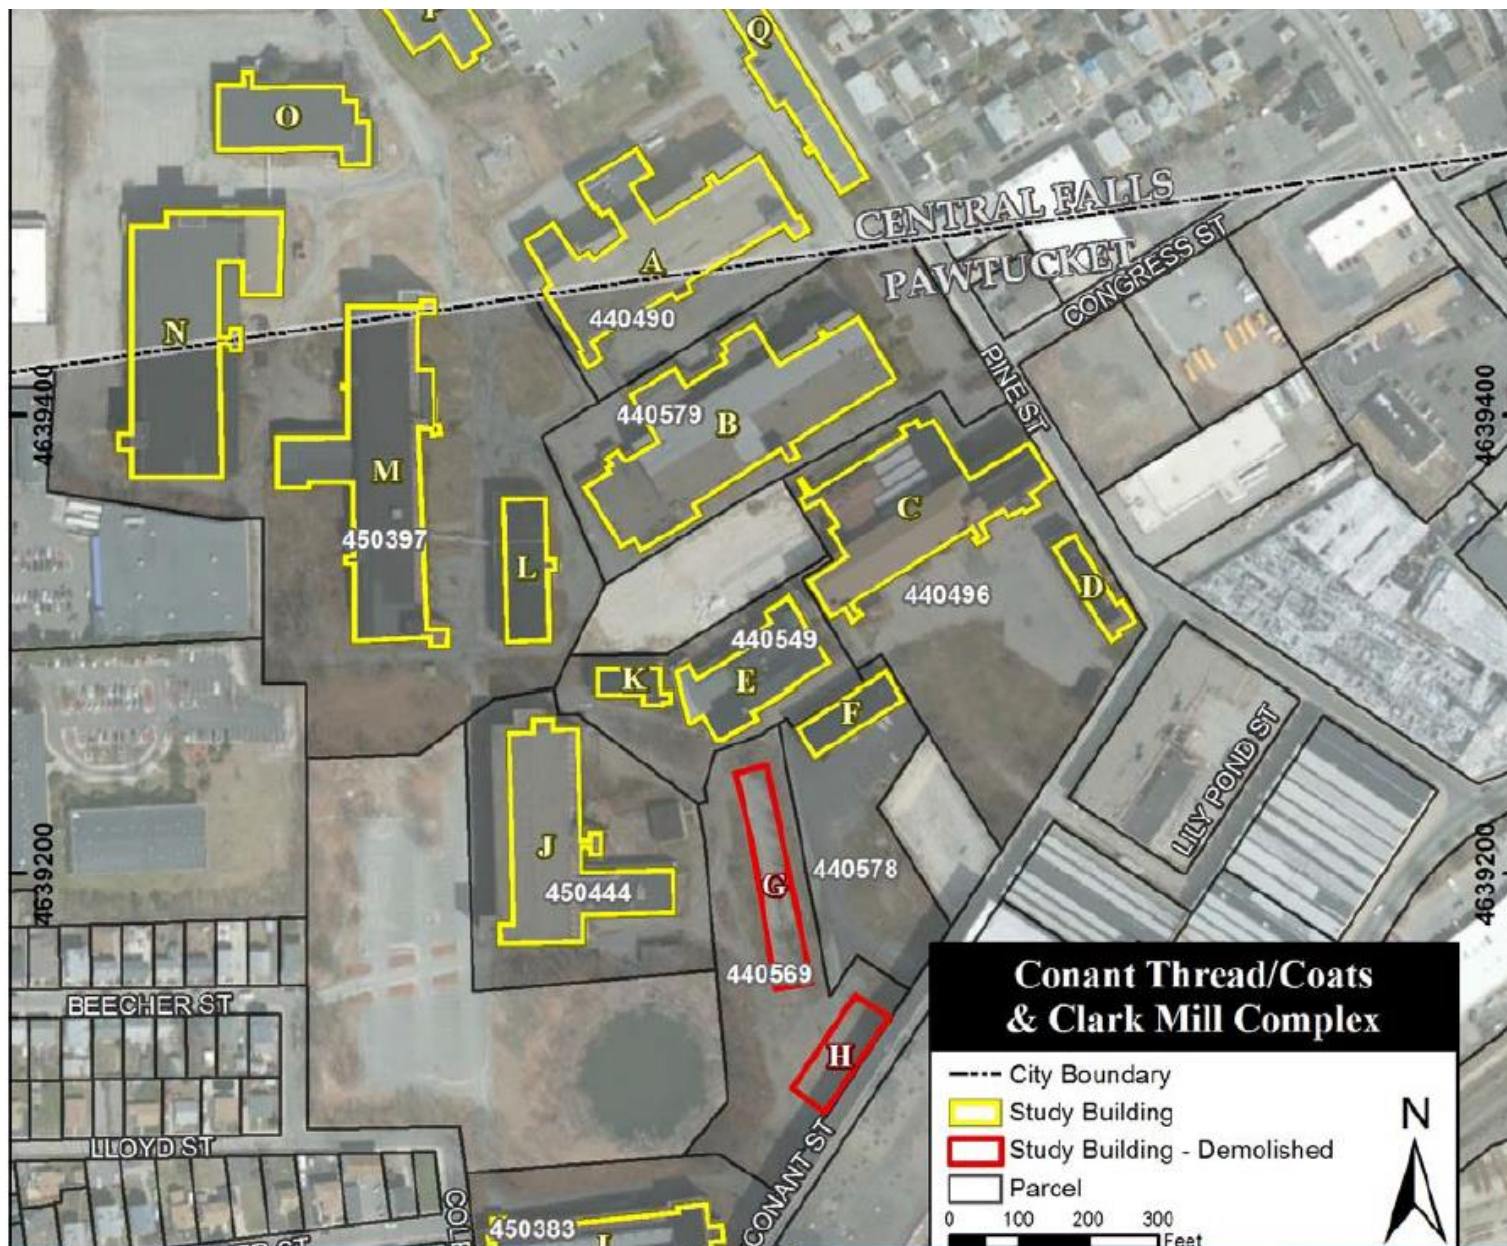 P
Q
O
CENTRAL FALLS
A
PAWTUCKET
CONGRESS ST
440490
N
PINE ST
4639400
4639400
440579
B
M
C
450397
L
440496
D
440549
K
E
F
LILY POND ST
J
4639200
4639200
440578
G
450444
440569
BEECHER ST
H
LLOYD ST
CONANT ST
450383
Conant Thread/Coats
& Clark Mill Complex
City Boundary
Study Building
Study Building - Demolished
Parcel
N
0 100 200 300
Feet